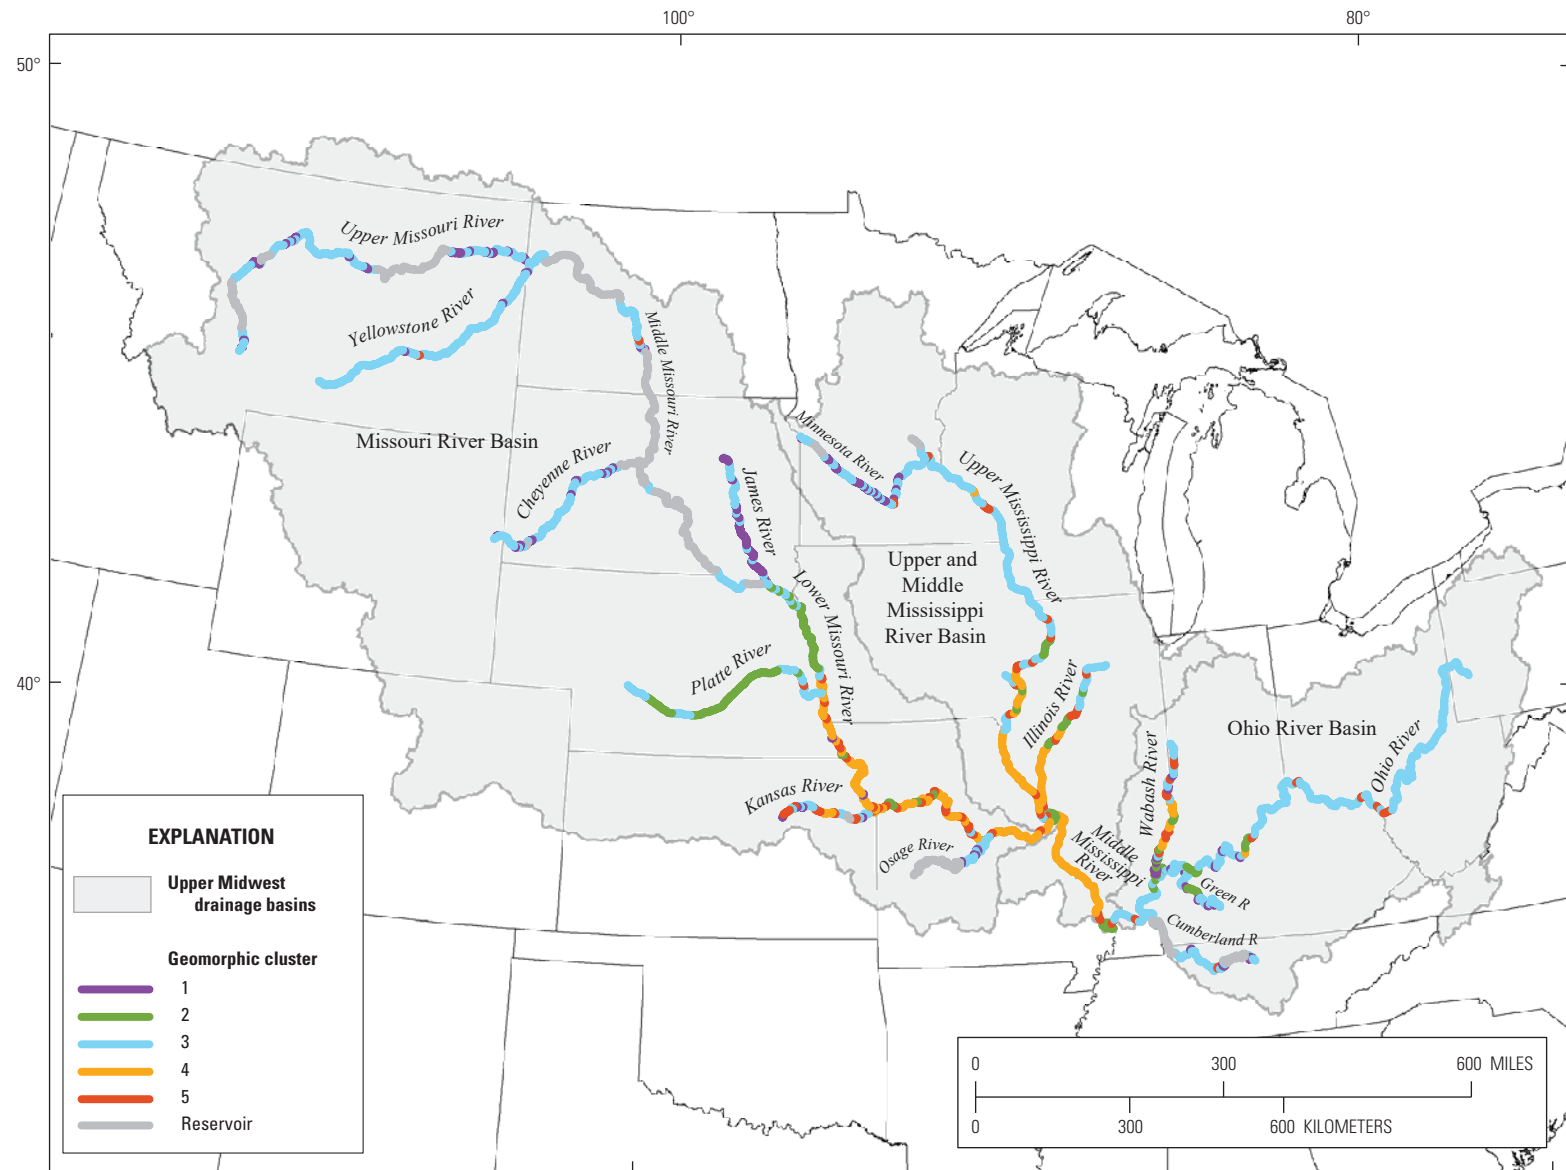 100°
80°
50°
40°
Upper Missouri River
Yellowstone River
Middle Missouri River
Missouri River Basin
Cheyenne River
James River
Minnesota River
Upper Mississippi River
Upper and
Middle
Mississippi
River Basin
Lower Missouri River
Platte River
Illinois River
Ohio River Basin
Ohio River
Wabash River
Kansas River
Osage River
Middle
Mississippi
River
Green R
Cumberland R
EXPLANATION
Upper Midwest
drainage basins
Geomorphic cluster
1
2
3
4
5
Reservoir
0 300 600 MILES
0 300 600 KILOMETERS